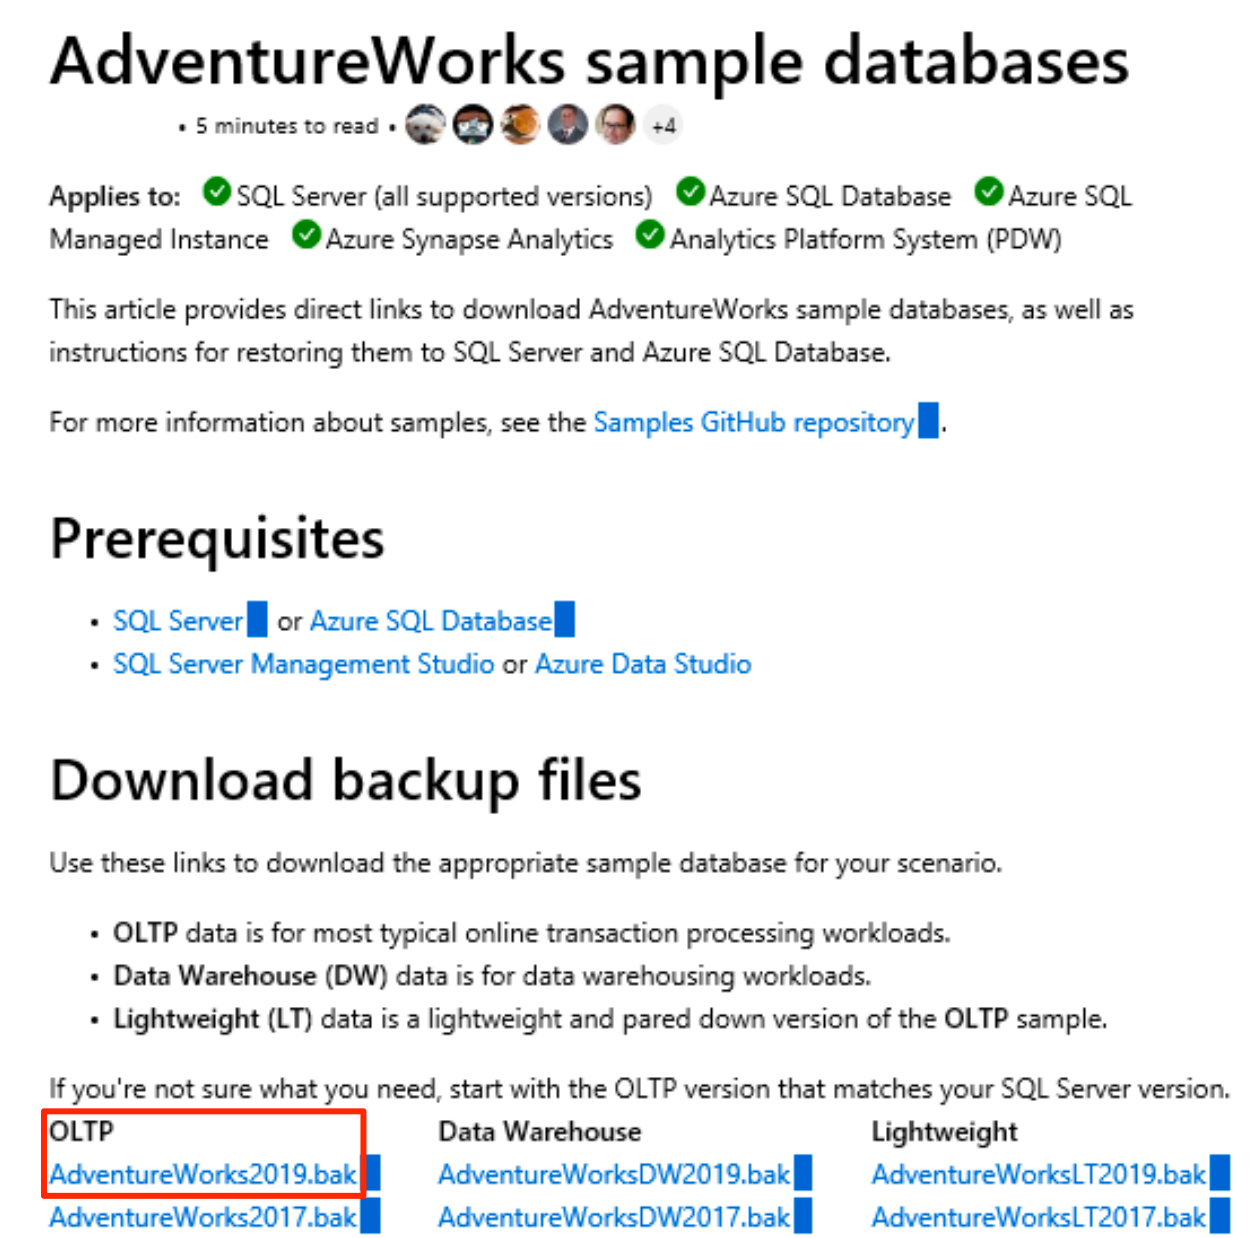 AdventureWorks sample databases
• 5 minutes to read • +4
Applies to: SQL Server (all supported versions) Azure SQL Database Azure SQL
Managed Instance Azure Synapse Analytics Analytics Platform System (PDW)
This article provides direct links to download AdventureWorks sample databases, as well as
instructions for restoring them to SQL Server and Azure SQL Database.
For more information about samples, see the Samples GitHub repository.
Prerequisites
• SQL Server or Azure SQL Database
• SQL Server Management Studio or Azure Data Studio
Download backup files
Use these links to download the appropriate sample database for your scenario.
• OLTP data is for most typical online transaction processing workloads.
• Data Warehouse (DW) data is for data warehousing workloads.
• Lightweight (LT) data is a lightweight and pared down version of the OLTP sample.
If you're not sure what you need, start with the OLTP version that matches your SQL Server version.
OLTP Data Warehouse Lightweight
AdventureWorks2019.bak AdventureWorksDW2019.bak AdventureWorksLT2019.bak
AdventureWorks2017.bak AdventureWorksDW2017.bak AdventureWorksLT2017.bak